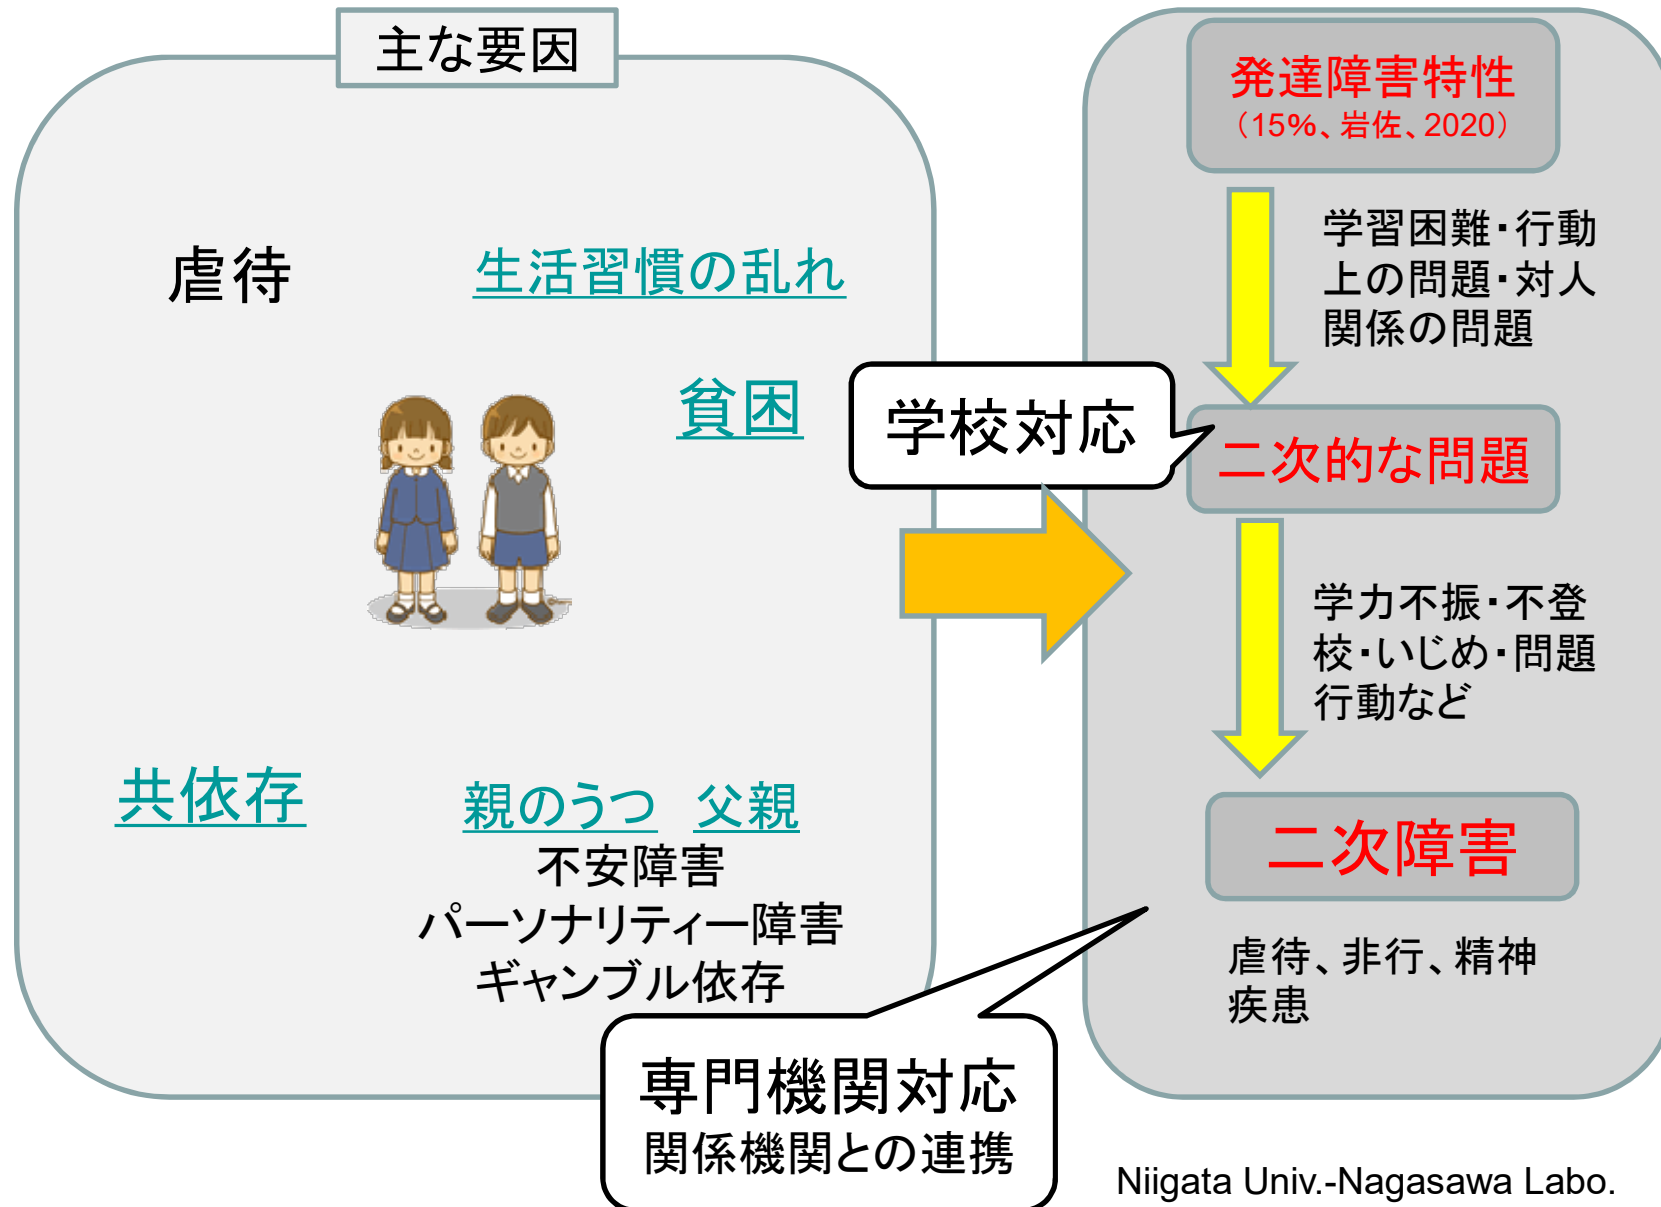 主な要因
虐待
生活習慣の乱れ
貧困
共依存
親のうつ 父親
不安障害
パーソナリティー障害
ギャンブル依存
学校対応
専門機関対応
関係機関との連携
発達障害特性
（15%、岩佐、2020）
学習困難・行動
上の問題・対人
関係の問題
二次的な問題
学力不振・不登
校・いじめ・問題
行動など
二次障害
虐待、非行、精神
疾患
Niigata Univ.-Nagasawa Labo.